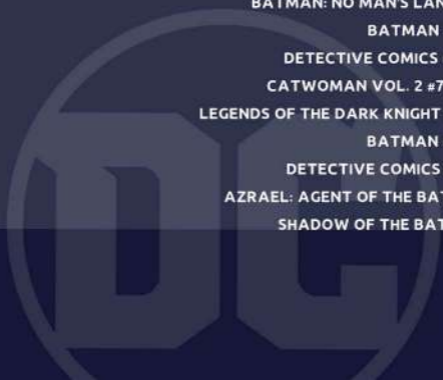 BATMAN: NO MAN'S LAN
BATMAN
DETECTIVE COMICS
CATWOMAN VOL. 2 #7
LEGENDS OF THE DARK KNIGHT
BATMAN
DETECTIVE COMICS
AZRAEL: AGENT OF THE BAT
SHADOW OF THE BAT
DC